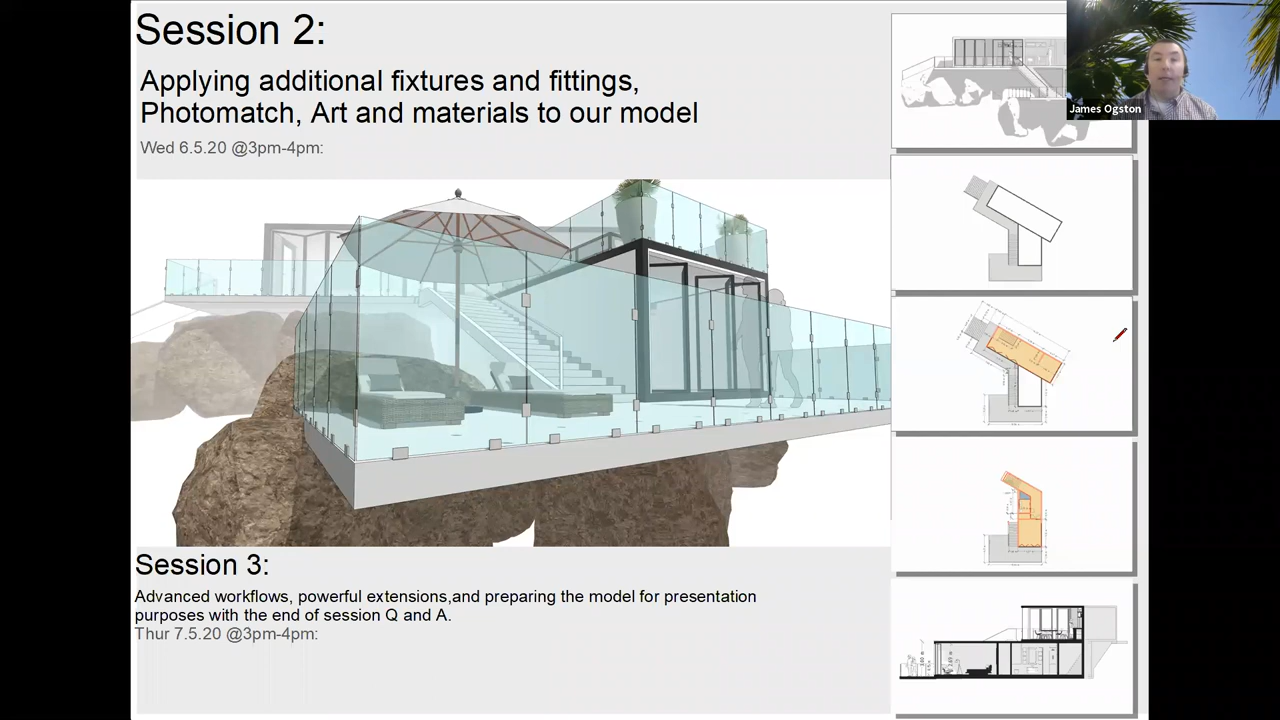 Session 2:
Applying additional fixtures and fittings,
Photomatch, Art and materials to our model
Wed 6.5.20 @3pm-4pm:
James Ogston
Session 3:
Advanced workflows, powerful extensions,and preparing the model for presentation
purposes with the end of session Q and A.
Thur 7.5.20 @3pm-4pm: